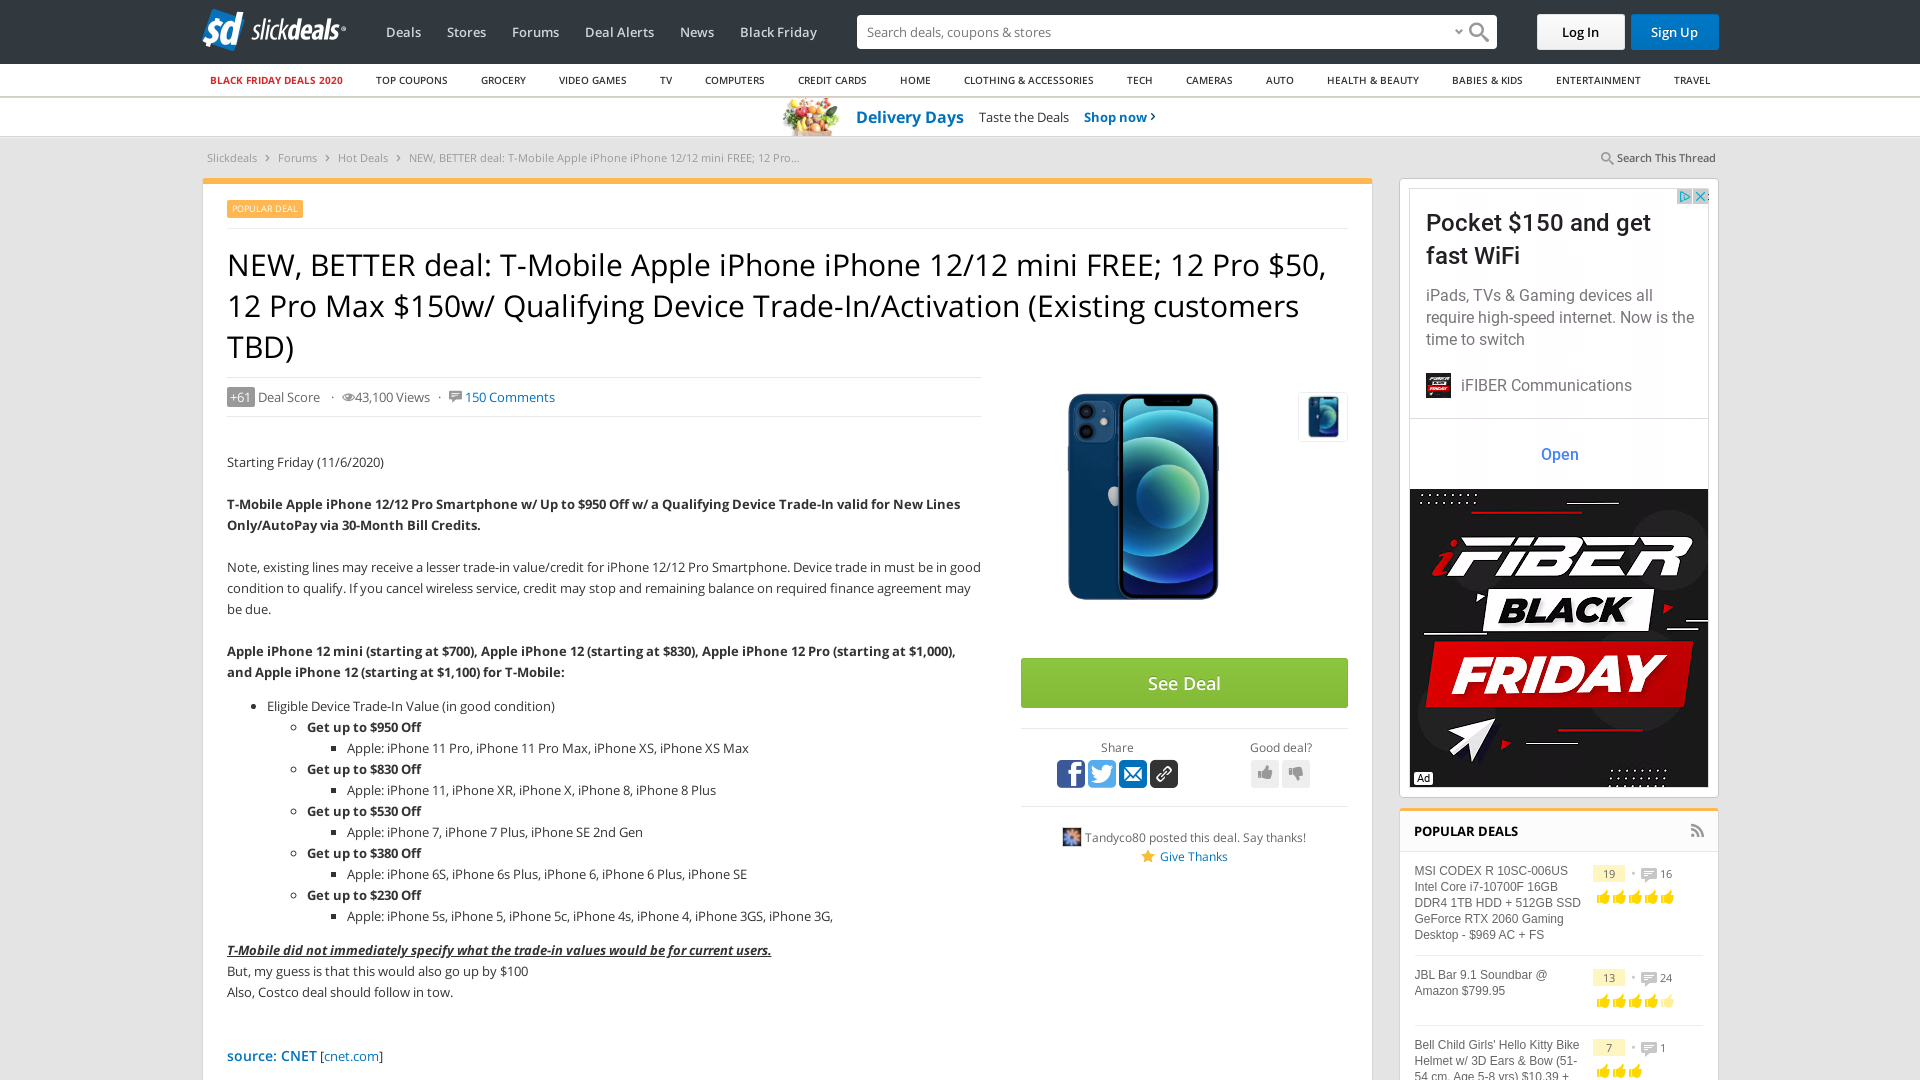 sd slickdeals
Deals
Stores
Forums
Deal Alerts
News
Black Friday
Search deals, coupons & stores
Log In
Sign Up
BLACK FRIDAY DEALS 2020
TOP COUPONS
GROCERY
VIDEO GAMES
TV
COMPUTERS
CREDIT CARDS
HOME
CLOTHING & ACCESSORIES
TECH
CAMERAS
AUTO
HEALTH & BEAUTY
BABIES & KIDS
ENTERTAINMENT
TRAVEL
Delivery Days Taste the Deals Shop now
Slickdeals › Forums › Hot Deals › NEW, BETTER deal: T-Mobile Apple iPhone iPhone 12/12 mini FREE; 12 Pro...
Search This Thread
POPULAR DEAL
NEW, BETTER deal: T-Mobile Apple iPhone iPhone 12/12 mini FREE; 12 Pro $50,
12 Pro Max $150w/ Qualifying Device Trade-In/Activation (Existing customers
TBD)
+61 Deal Score · 43,100 Views · 150 Comments
Starting Friday (11/6/2020)
T-Mobile Apple iPhone 12/12 Pro Smartphone w/ Up to $950 Off w/ a Qualifying Device Trade-In valid for New Lines
Only/AutoPay via 30-Month Bill Credits.
Note, existing lines may receive a lesser trade-in value/credit for iPhone 12/12 Pro Smartphone. Device trade in must be in good
condition to qualify. If you cancel wireless service, credit may stop and remaining balance on required finance agreement may
be due.
Apple iPhone 12 mini (starting at $700), Apple iPhone 12 (starting at $830), Apple iPhone 12 Pro (starting at $1,000),
and Apple iPhone 12 (starting at $1,100) for T-Mobile:
Eligible Device Trade-In Value (in good condition)
Get up to $950 Off
Apple: iPhone 11 Pro, iPhone 11 Pro Max, iPhone XS, iPhone XS Max
Get up to $830 Off
Apple: iPhone 11, iPhone XR, iPhone X, iPhone 8, iPhone 8 Plus
Get up to $530 Off
Apple: iPhone 7, iPhone 7 Plus, iPhone SE 2nd Gen
Get up to $380 Off
Apple: iPhone 6S, iPhone 6s Plus, iPhone 6, iPhone 6 Plus, iPhone SE
Get up to $230 Off
Apple: iPhone 5s, iPhone 5, iPhone 5c, iPhone 4s, iPhone 4, iPhone 3GS, iPhone 3G,
T-Mobile did not immediately specify what the trade-in values would be for current users.
But, my guess is that this would also go up by $100
Also, Costco deal should follow in tow.
source: CNET [cnet.com]
See Deal
Share
Good deal?
Tandyco80 posted this deal. Say thanks!
Give Thanks
Pocket $150 and get
fast WiFi
iPads, TVs & Gaming devices all
require high-speed internet. Now is the
time to switch
iFIBER Communications
Open
iFIBER
BLACK
FRIDAY
Ad
POPULAR DEALS
MSI CODEX R 10SC-006US
Intel Core i7-10700F 16GB
DDR4 1TB HDD + 512GB SSD
GeForce RTX 2060 Gaming
Desktop - $969 AC + FS
19 • 16
JBL Bar 9.1 Soundbar @
Amazon $799.95
13 • 24
Bell Child Girls' Hello Kitty Bike
Helmet w/ 3D Ears & Bow (51-
54 cm, Age 5-8 yrs) $10.39 +
7 • 1